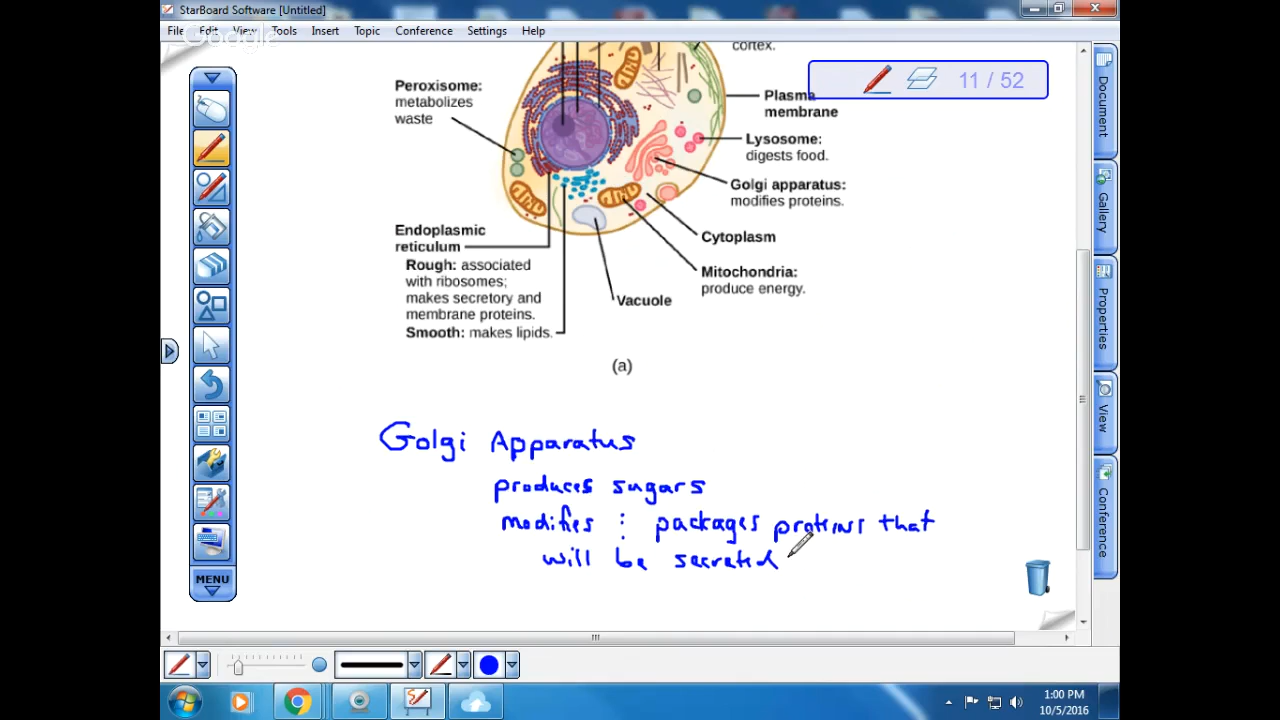 StarBoard Software [Untitled]
File Edit View Tools Insert Topic Conference Settings Help
Google
11 / 52
cortex.
Peroxisome:
metabolizes
waste
Plasma
membrane
Lysosome:
digests food.
Golgi apparatus:
modifies proteins.
Cytoplasm
Mitochondria:
produce energy.
Vacuole
Endoplasmic
reticulum
Rough: associated
with ribosomes;
makes secretory and
membrane proteins.
Smooth: makes lipids.
(a)
Golgi Apparatus
produces sugars
modifies : packages proteins that
will be secreted
MENU
Document
Gallery
Properties
View
Conference
1:00 PM
10/5/2016